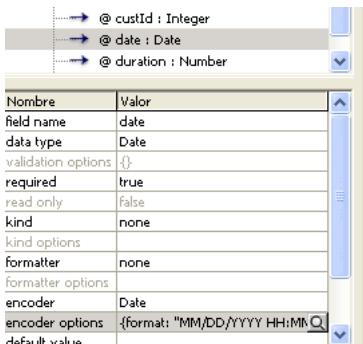 @ custId : Integer
@ date : Date
@ duration : Number
Nombre Valor
field name date
data type Date
validation options {}
required true
read only false
kind none
kind options
formatter none
formatter options
encoder Date
encoder options {format: "MM/DD/YYYY HH:MN
default value